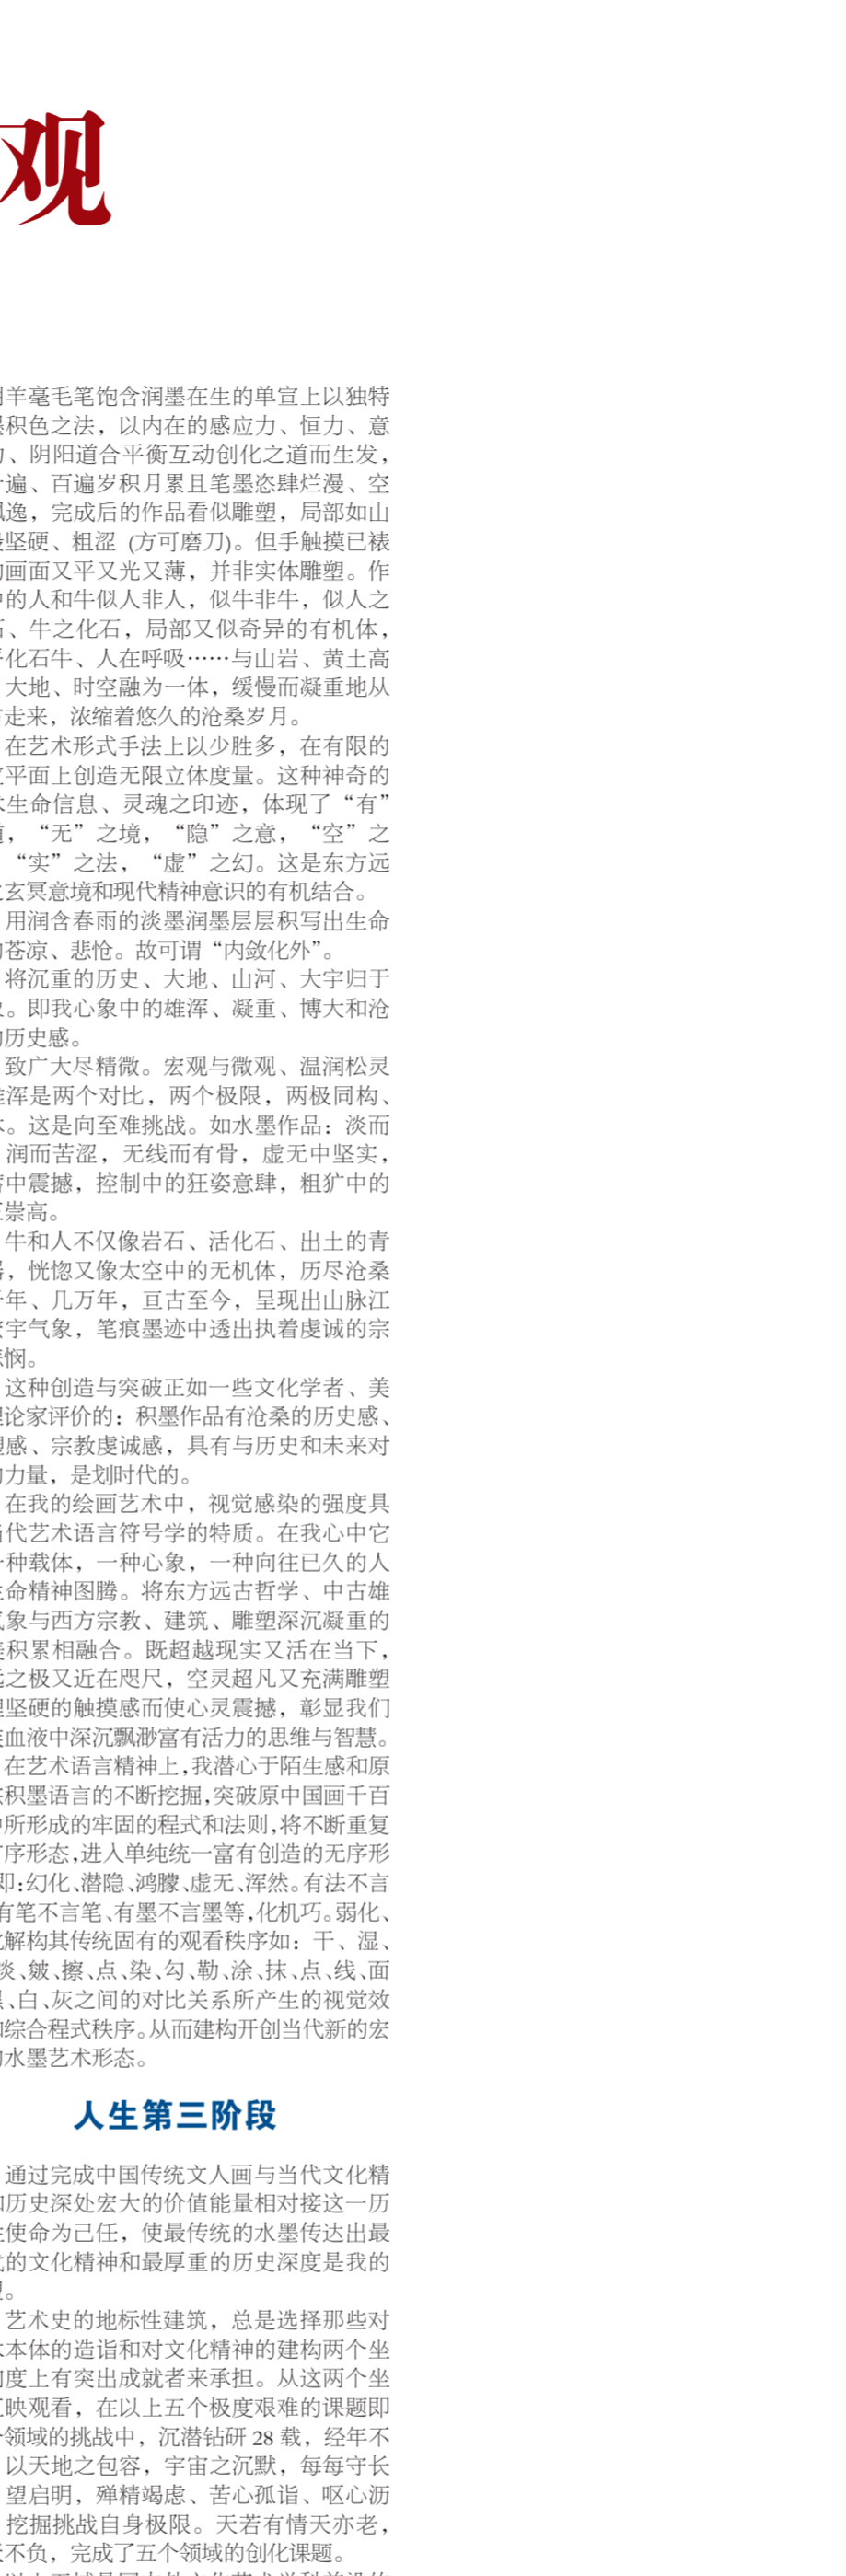 观
羊毫毛笔饱含润墨在生的单宣上以独特
积色之法，以内在的感应力、恒力、意
、阴阳道合平衡互动创化之道而生发，
遍、百遍岁积月累且笔墨恣肆烂漫、空
逸，完成后的作品看似雕塑，局部如山
坚硬、粗涩 (方可磨刀)。但手触摸已裱
画面又平又光又薄，并非实体雕塑。作
的人和牛似人非人，似牛非牛，似人之
、牛之化石，局部又似奇异的有机体，
化石牛、人在呼吸……与山岩、黄土高
大地、时空融为一体，缓慢而凝重地从
走来，浓缩着悠久的沧桑岁月。
在艺术形式手法上以少胜多，在有限的
平面上创造无限立体度量。这种神奇的
生命信息、灵魂之印迹，体现了“有”
，“无”之境，“隐”之意，“空”之
“实”之法，“虚”之幻。这是东方远
玄冥意境和现代精神意识的有机结合。
用润含春雨的淡墨润墨层层积写出生命
苍凉、悲怆。故可谓“内敛化外”。
将沉重的历史、大地、山河、大宇归于
。即我心象中的雄浑、凝重、博大和沧
历史感。
致广大尽精微。宏观与微观、温润松灵
浑是两个对比，两个极限，两极同构、
。这是向至难挑战。如水墨作品：淡而
润而苦涩，无线而有骨，虚无中坚实，
中震撼，控制中的狂姿意肆，粗犷中的
崇高。
牛和人不仅像岩石、活化石、出土的青
，恍惚又像太空中的无机体，历尽沧桑
年、几万年，亘古至今，呈现出山脉江
宇气象，笔痕墨迹中透出执着虔诚的宗
悯。
这种创造与突破正如一些文化学者、美
论家评价的：积墨作品有沧桑的历史感、
感、宗教虔诚感，具有与历史和未来对
力量，是划时代的。
在我的绘画艺术中，视觉感染的强度具
代艺术语言符号学的特质。在我心中它
种载体，一种心象，一种向往已久的人
命精神图腾。将东方远古哲学、中古雄
象与西方宗教、建筑、雕塑深沉凝重的
积累相融合。既超越现实又活在当下，
之极又近在咫尺，空灵超凡又充满雕塑
坚硬的触摸感而使心灵震撼，彰显我们
血液中深沉飘渺富有活力的思维与智慧。
在艺术语言精神上，我潜心于陌生感和原
积墨语言的不断挖掘，突破原中国画千百
所形成的牢固的程式和法则，将不断重复
序形态，进入单纯统一富有创造的无序形
即：幻化、潜隐、鸿朦、虚无、浑然。有法不言
有笔不言笔、有墨不言墨等，化机巧。弱化、
解构其传统固有的观看秩序如：干、湿、
淡、皴、擦、点、染、勾、勒、涂、抹、点、线、面
、白、灰之间的对比关系所产生的视觉效
综合程式秩序。从而建构开创当代新的宏
水墨艺术形态。
人生第三阶段
通过完成中国传统文人画与当代文化精
历史深处宏大的价值能量相对接这一历
使命为己任，使最传统的水墨传达出最
的文化精神和最厚重的历史深度是我的
。
艺术史的地标性建筑，总是选择那些对
本体的造诣和对文化精神的建构两个坐
度上有突出成就者来承担。从这两个坐
映观看，在以上五个极度艰难的课题即
领域的挑战中，沉潜钻研 28 载，经年不
以天地之包容，宇宙之沉默，每每守长
望启明，殚精竭虑、苦心孤诣、呕心沥
挖掘挑战自身极限。天若有情天亦老，
不负，完成了五个领域的创化课题。